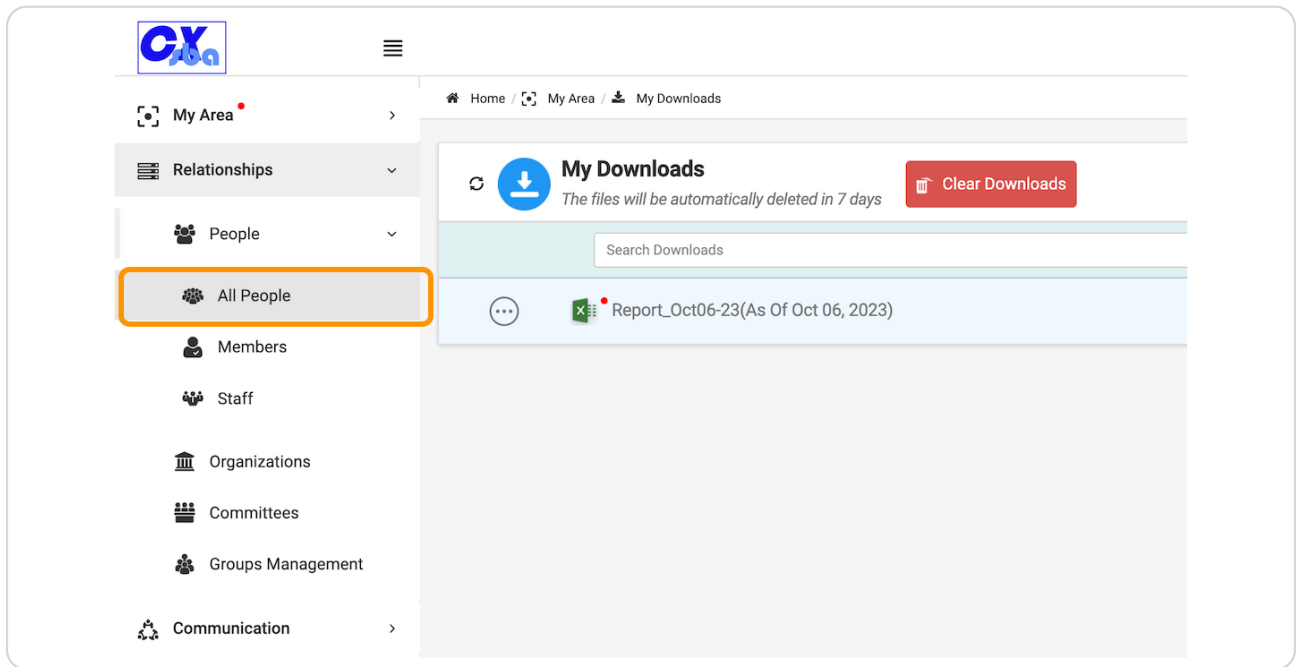 CX
sba
My Area
Relationships
People
All People
Members
Staff
Organizations
Committees
Groups Management
Communication
Home / My Area / My Downloads
My Downloads
The files will be automatically deleted in 7 days
Clear Downloads
Search Downloads
Report_Oct06-23(As Of Oct 06, 2023)